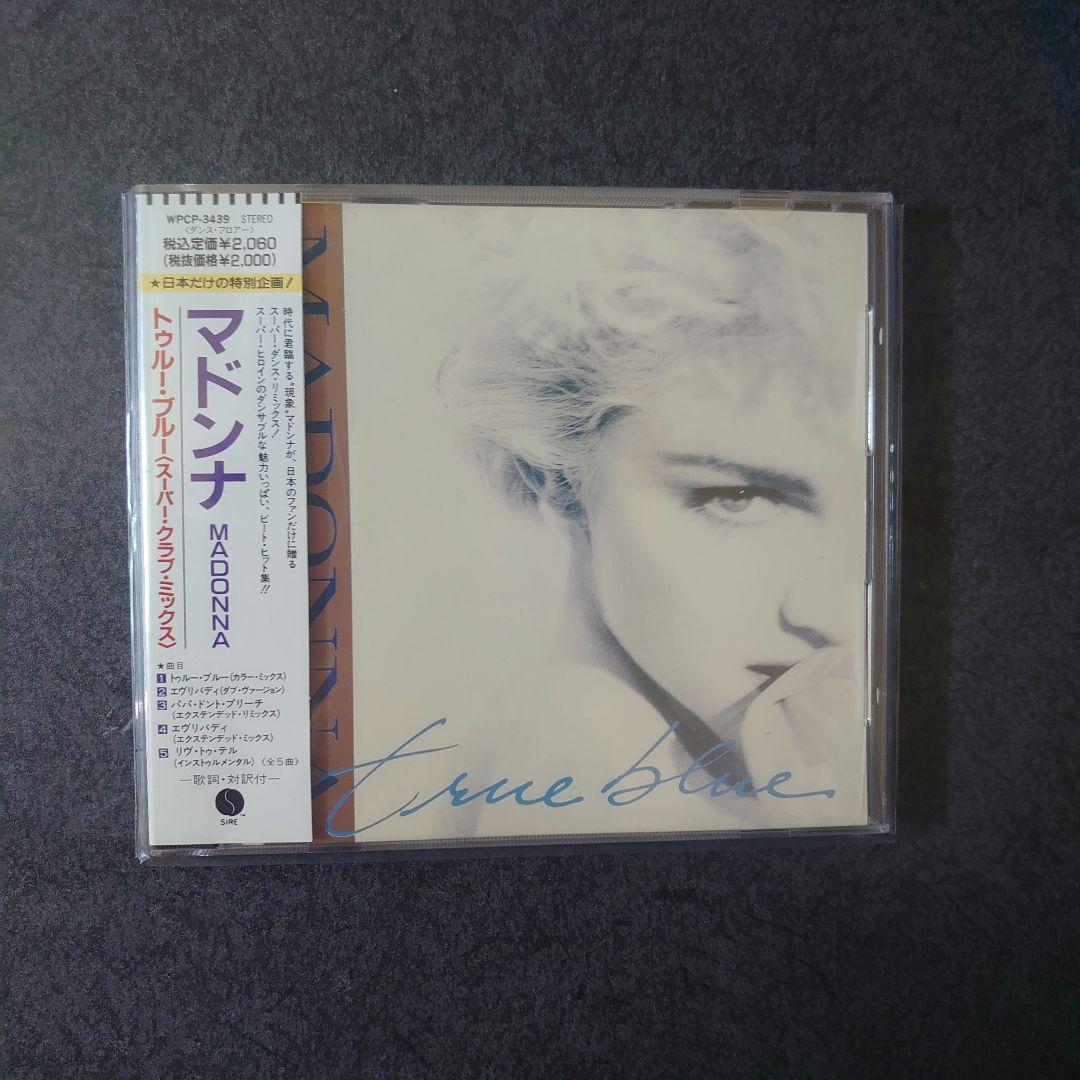 WPCP-3439 STEREO
〈ダンス・フロアー〉
税込定価¥2,060
(税抜価格¥2,000)
★日本だけの特別企画!
時代に君臨する"現象"マドンナが、日本のファンだけに贈る
スーパー・ダンス・リミックス!
スーパー・ヒロインのダンサブルな魅力いっぱい、ビート・ヒット集!!
マドンナ MADONNA
トゥルー・ブルー〈スーパー・クラブ・ミックス〉
★曲目
1 トゥルー・ブルー(カラー・ミックス)
2 エヴリバディ(ダブ・ヴァージョン)
3 パパ・ドント・プリーチ
(エクステンデッド・リミックス)
4 エヴリバディ
(エクステンデッド・ミックス)
5 リヴ・トゥ・テル
(インストゥルメンタル) 〈全5曲〉
—歌詞・対訳付—
SIRE™
MADONNA
true blue